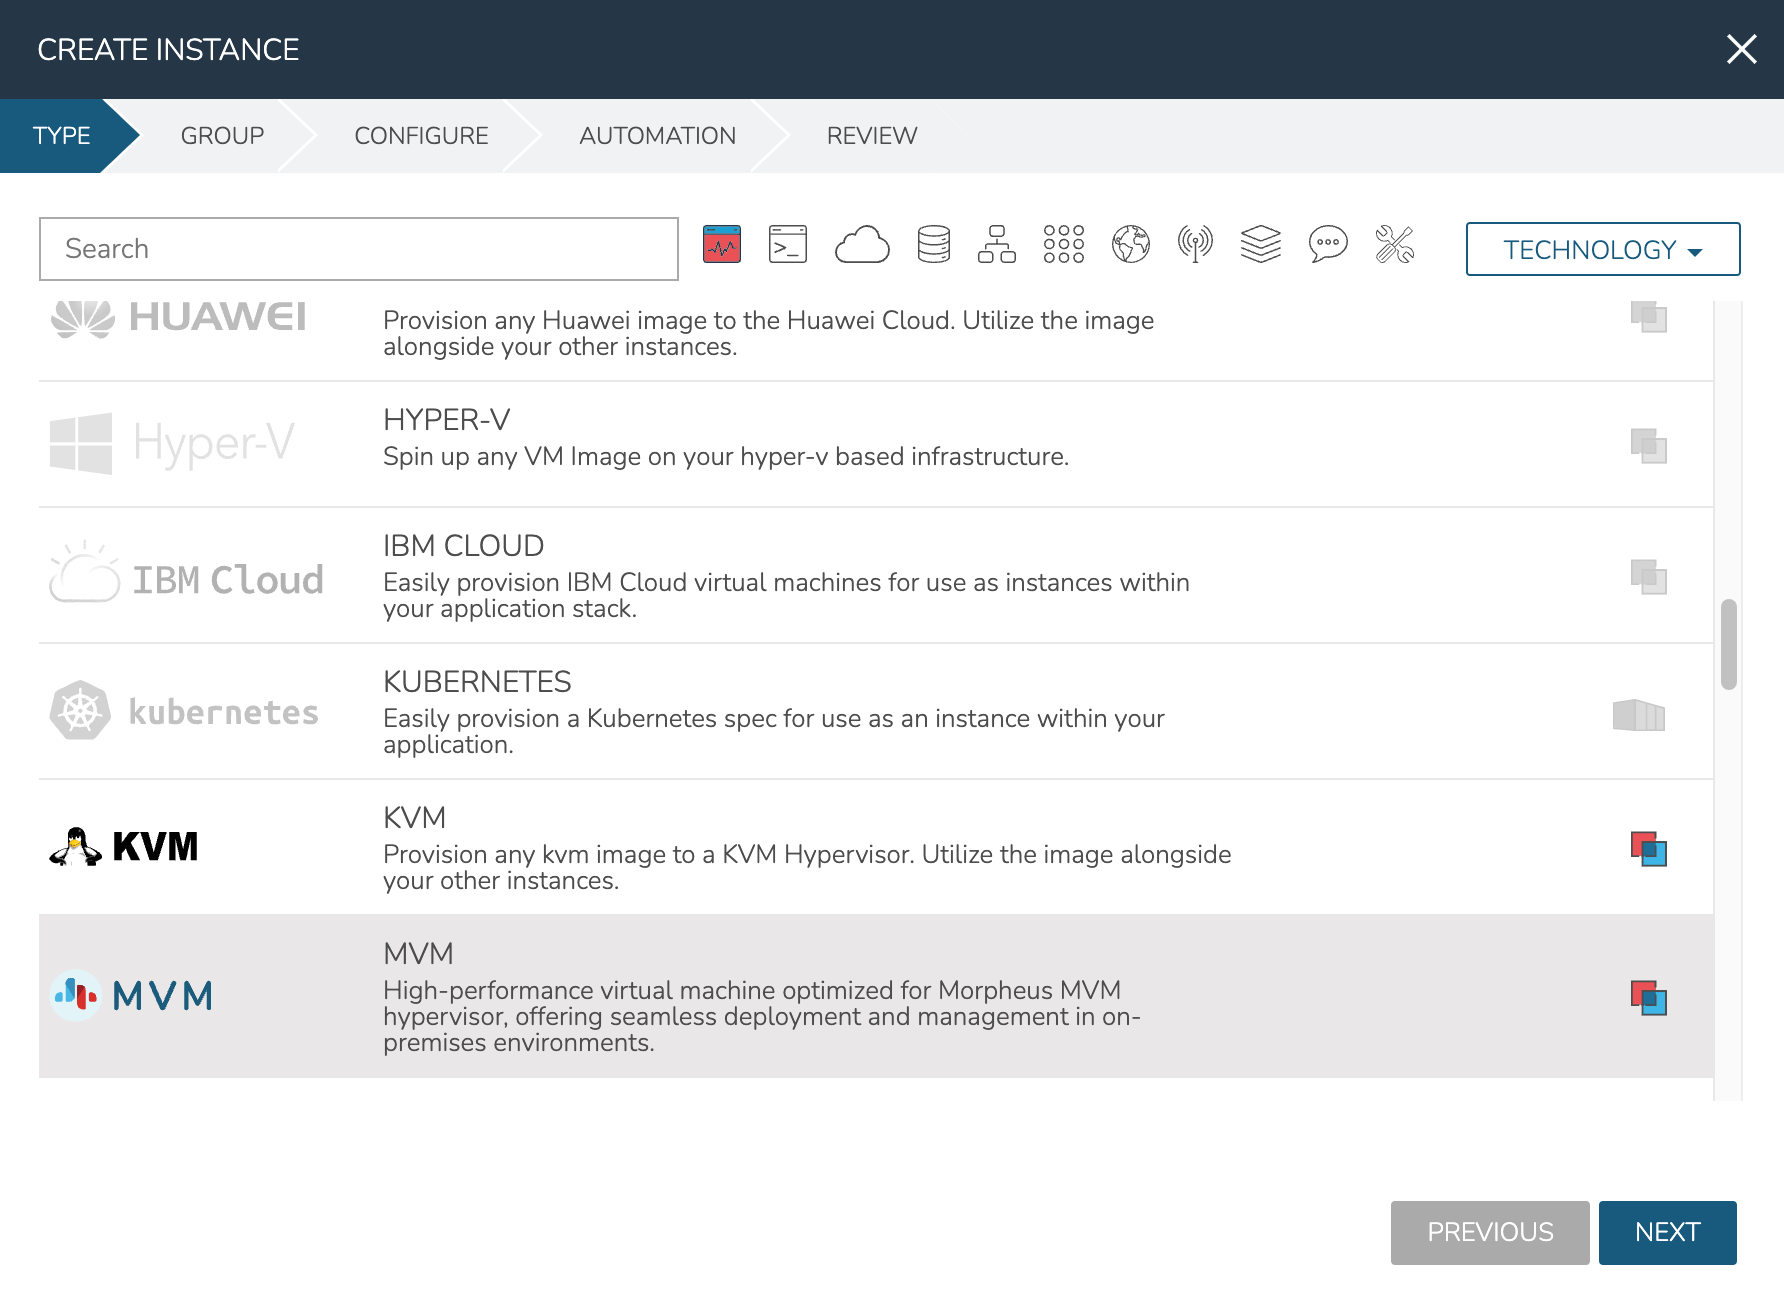 CREATE INSTANCE
TYPE
GROUP
CONFIGURE
AUTOMATION
REVIEW
Search
TECHNOLOGY
HUAWEI
Provision any Huawei image to the Huawei Cloud. Utilize the image
alongside your other instances.
Hyper-V
HYPER-V
Spin up any VM Image on your hyper-v based infrastructure.
IBM Cloud
IBM CLOUD
Easily provision IBM Cloud virtual machines for use as instances within
your application stack.
kubernetes
KUBERNETES
Easily provision a Kubernetes spec for use as an instance within your
application.
KVM
KVM
Provision any kvm image to a KVM Hypervisor. Utilize the image alongside
your other instances.
MVM
MVM
High-performance virtual machine optimized for Morpheus MVM
hypervisor, offering seamless deployment and management in on-
premises environments.
PREVIOUS
NEXT